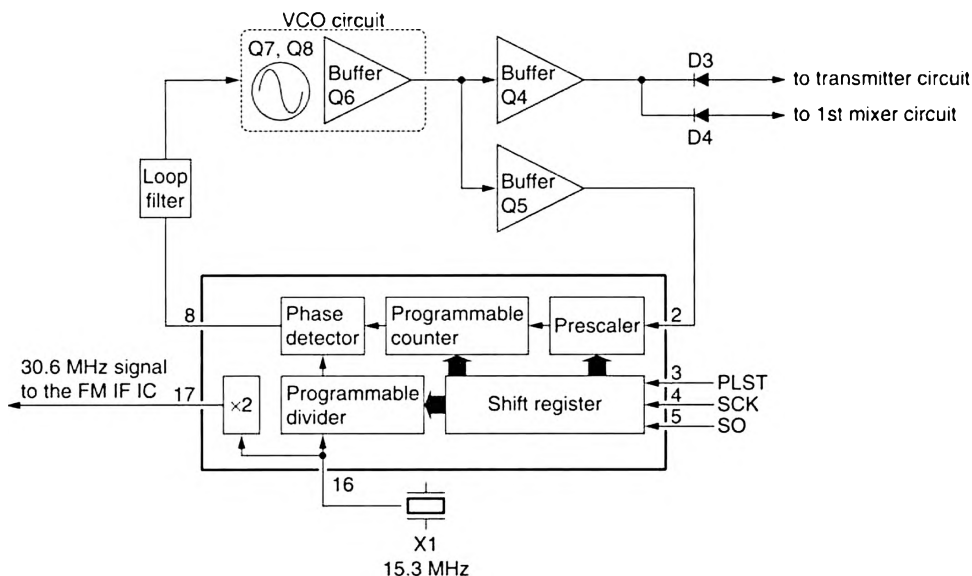 VCO circuit
Q7, Q8
Buffer
Q6
Buffer
Q4
D3
to transmitter circuit
to 1st mixer circuit
D4
Loop
filter
Buffer
Q5
8
Phase
detector
Programmable
counter
Prescaler
2
30.6 MHz signal
to the FM IF IC
17
×2
Programmable
divider
Shift register
3
PLST
4
SCK
5
SO
16
X1
15.3 MHz